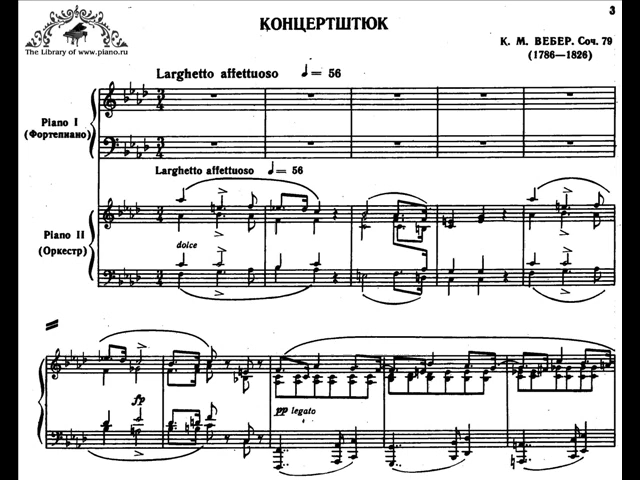 3
КОНЦЕРТШТЮК
The Library of www.piano.ru
К. М. ВЕБЕР. Соч. 79
(1786—1826)
Larghetto affettuoso ♩= 56
Piano I
(Фортепиано)
Larghetto affettuoso ♩= 56
Piano II
(Оркестр)
dolce
fp
pp legato